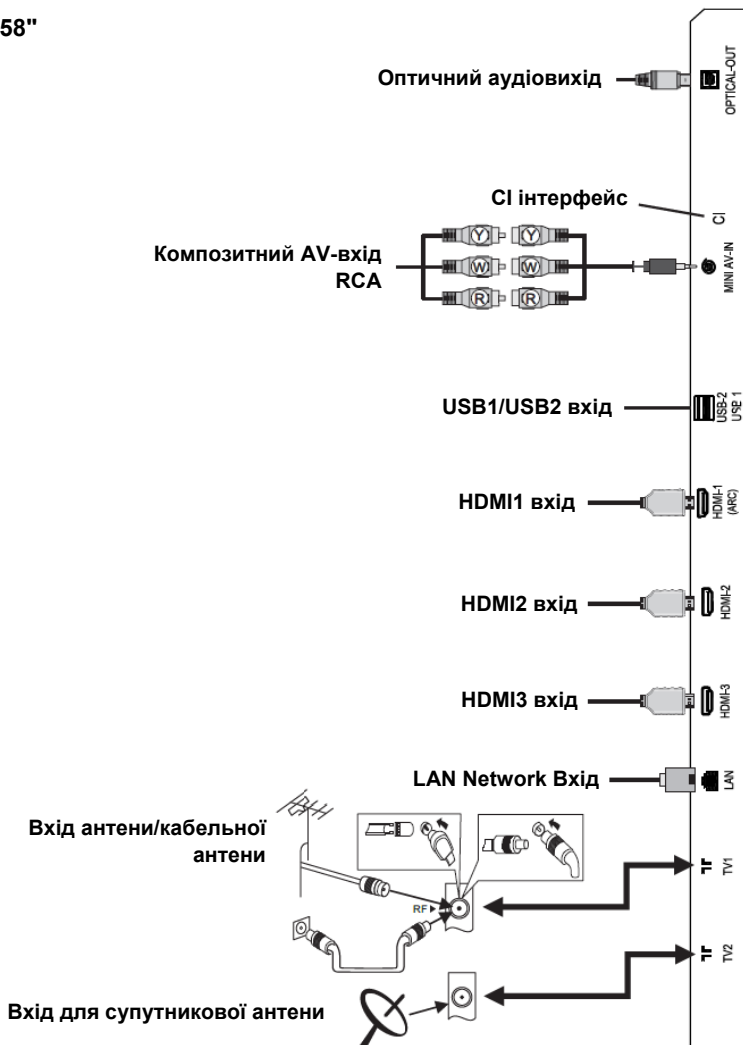 58"
Оптичний аудіовихід
OPTICAL-OUT
CI інтерфейс
CI
Композитний AV-вхід
RCA
Y
Y
W
W
R
R
MINI AV-IN
USB1/USB2 вхід
USB-2
USB 1
HDMI1 вхід
HDMI-1
(ARC)
HDMI2 вхід
HDMI-2
HDMI3 вхід
HDMI-3
LAN Network Вхід
LAN
Вхід антени/кабельної
антени
RF
TV1
TV2
Вхід для супутникової антени